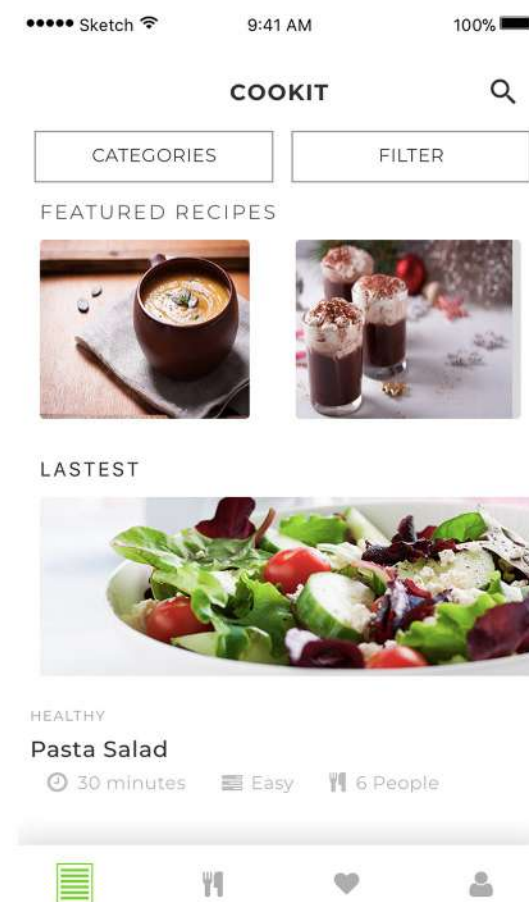 Sketch 9:41 AM 100%
COOKIT
CATEGORIES FILTER
FEATURED RECIPES
LASTEST
HEALTHY
Pasta Salad
30 minutes Easy 6 People